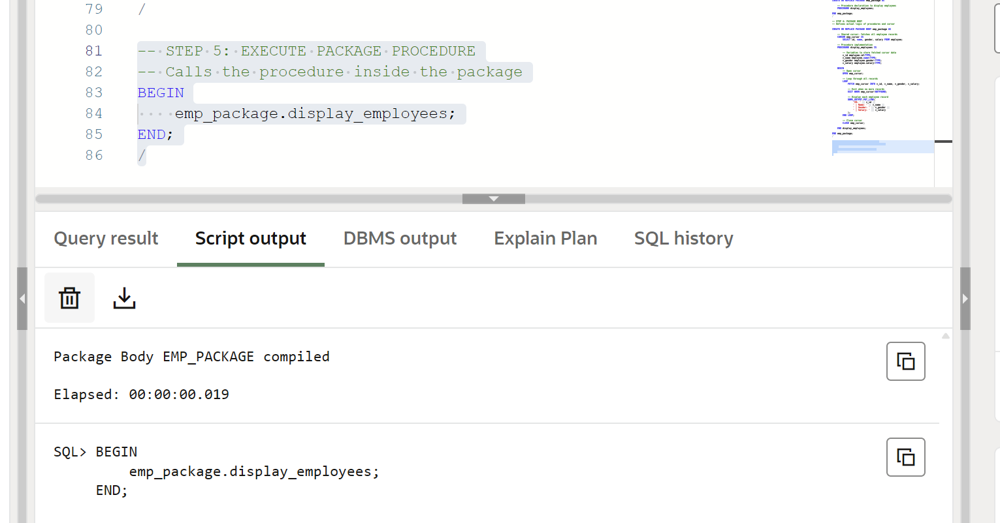 79 /
80
81 -- STEP 5: EXECUTE PACKAGE PROCEDURE
82 -- Calls the procedure inside the package
83 BEGIN
84 emp_package.display_employees;
85 END;
86 /
Query result Script output DBMS output Explain Plan SQL history
Package Body EMP_PACKAGE compiled
Elapsed: 00:00:00.019
SQL> BEGIN
emp_package.display_employees;
END;